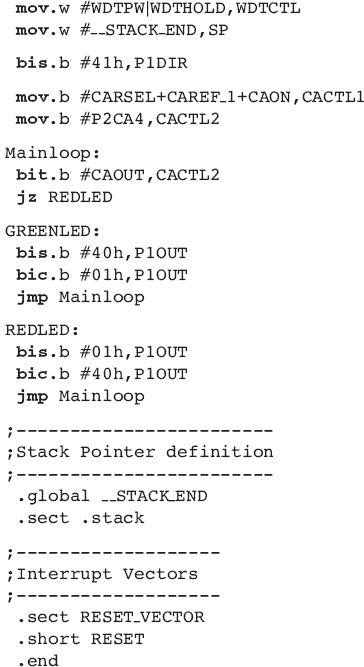 mov.w #WDTPW|WDTHOLD,WDTCTL
mov.w #__STACK_END,SP
bis.b #41h,P1DIR
mov.b #CARSEL+CAREF_1+CAON,CACTL1
mov.b #P2CA4,CACTL2
Mainloop:
bit.b #CAOUT,CACTL2
jz REDLED
GREENLED:
bis.b #40h,P1OUT
bic.b #01h,P1OUT
jmp Mainloop
REDLED:
bis.b #01h,P1OUT
bic.b #40h,P1OUT
jmp Mainloop
;------------------------
;Stack Pointer definition
;------------------------
.global __STACK_END
.sect .stack
;-------------------
;Interrupt Vectors
;-------------------
.sect RESET_VECTOR
.short RESET
.end